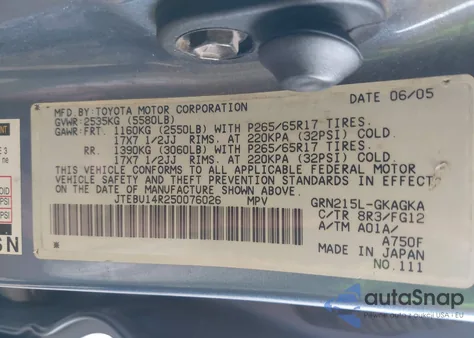 MFD. BY TOYOTA MOTOR CORPORATION
DATE 06/05
GVWR: 2535KG (5580LB)
GAWR: FRT. 1160KG (2550LB) WITH P265/65R17 TIRES.
17X7 1/2JJ RIMS, AT 220KPA (32PSI) COLD.
RR. 1390KG (3060LB) WITH P265/65R17 TIRES.
17X7 1/2JJ RIMS, AT 220KPA (32PSI) COLD.
THIS VEHICLE CONFORMS TO ALL APPLICABLE FEDERAL MOTOR
VEHICLE SAFETY AND THEFT PREVENTION STANDARDS IN
EFFECT ON THE DATE OF MANUFACTURE SHOWN ABOVE.
JTEBU14R250076026 MPV GRN215L-GKAGKA
C/TR 8R3/FG12
A/TM A01A/
A750F
MADE IN JAPAN
NO.111
PSI
PSI
SN
autoSnap